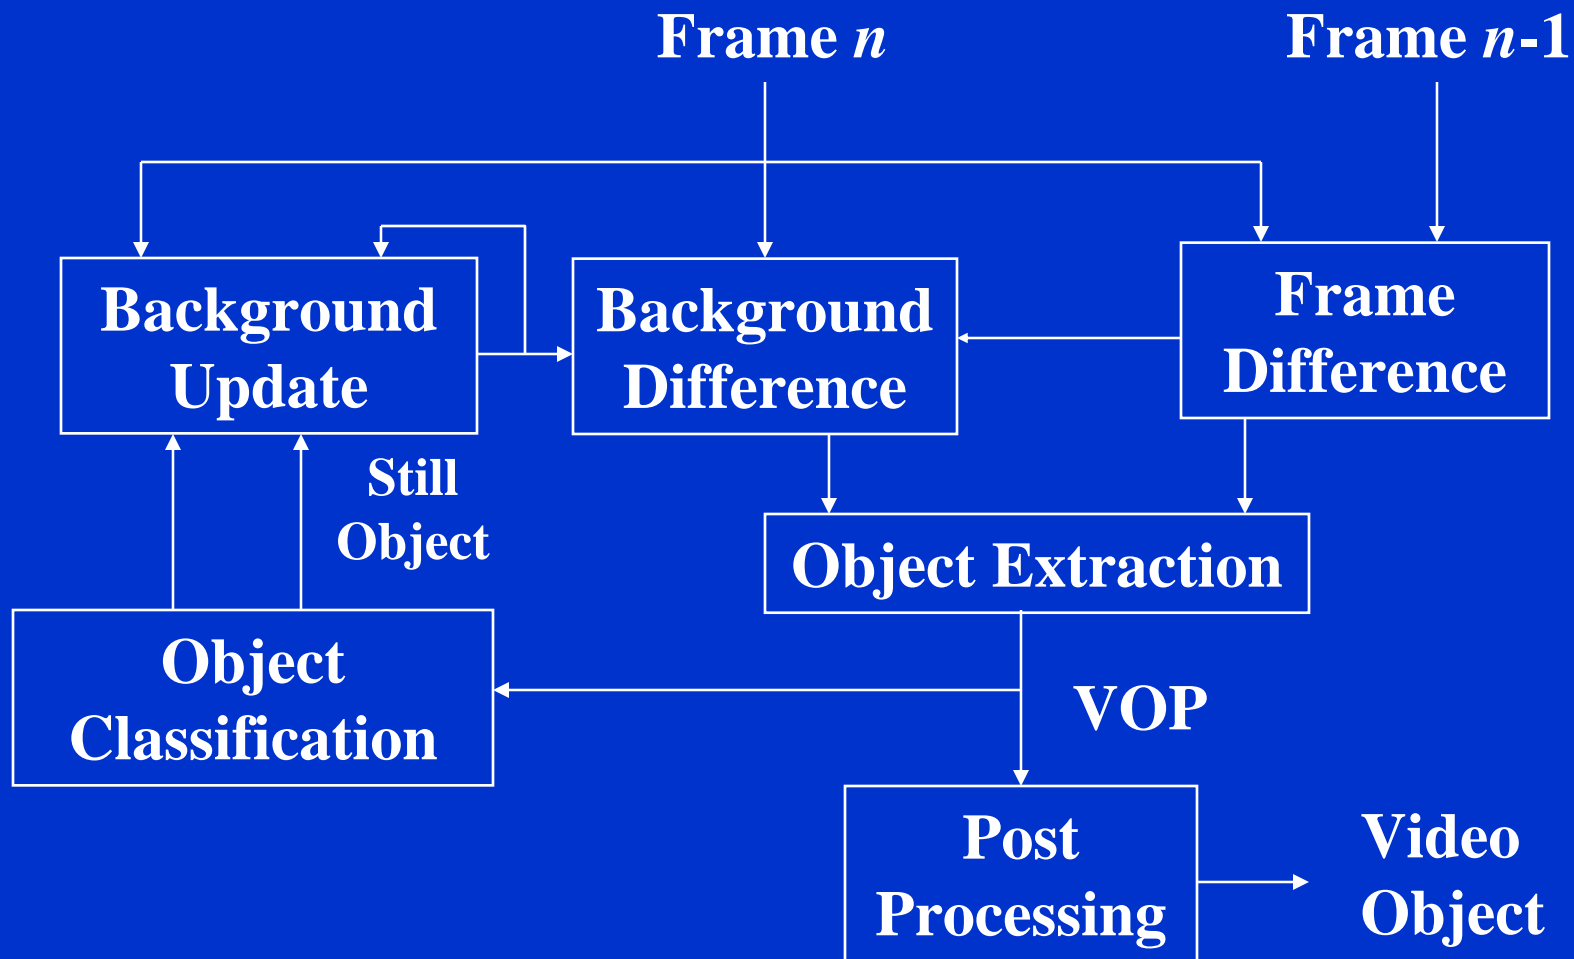 Frame n
Frame n-1
Background
Update
Background
Difference
Frame
Difference
Still
Object
Object Extraction
Object
Classification
VOP
Post
Processing
Video
Object